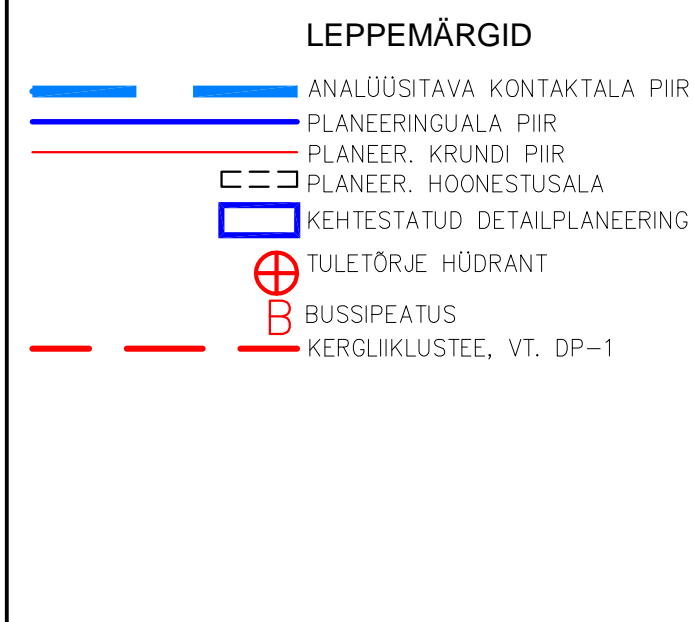 LEPPEMÄRGID
ANALÜÜSITAVA KONTAKTALA PIIR
PLANEERINGUALA PIIR
PLANEER. KRUNDI PIIR
PLANEER. HOONESTUSALA
KEHTESTATUD DETAILPLANEERING
TULETÕRJE HÜDRANT
B BUSSIPEATUS
KERGLIIKLUSTEE, VT. DP-1